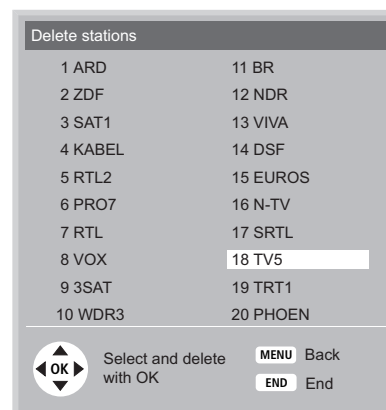 Delete stations
1 ARD
2 ZDF
3 SAT1
4 KABEL
5 RTL2
6 PRO7
7 RTL
8 VOX
9 3SAT
10 WDR3
11 BR
12 NDR
13 VIVA
14 DSF
15 EUROS
16 N-TV
17 SRTL
18 TV5
19 TRT1
20 PHOEN
OK
Select and delete
with OK
MENU Back
END End